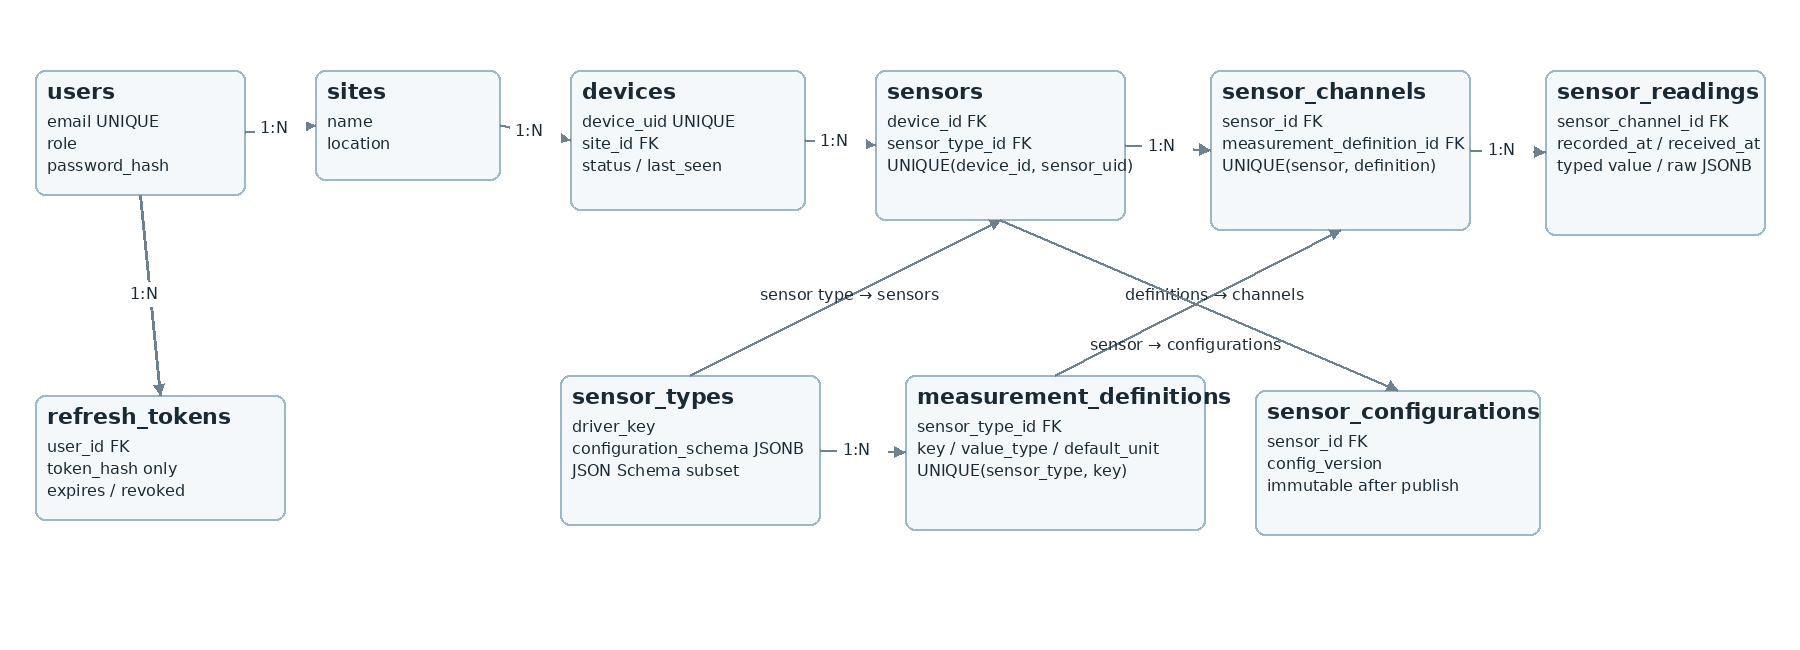 users
email UNIQUE
role
password_hash
1:N
sites
name
location
1:N
devices
device_uid UNIQUE
site_id FK
status / last_seen
1:N
sensors
device_id FK
sensor_type_id FK
UNIQUE(device_id, sensor_uid)
1:N
sensor_channels
sensor_id FK
measurement_definition_id FK
UNIQUE(sensor, definition)
1:N
sensor_readings
sensor_channel_id FK
recorded_at / received_at
typed value / raw JSONB
1:N
sensor type → sensors
definitions → channels
sensor → configurations
refresh_tokens
user_id FK
token_hash only
expires / revoked
sensor_types
driver_key
configuration_schema JSONB
JSON Schema subset
1:N
measurement_definitions
sensor_type_id FK
key / value_type / default_unit
UNIQUE(sensor_type, key)
sensor_configurations
sensor_id FK
config_version
immutable after publish